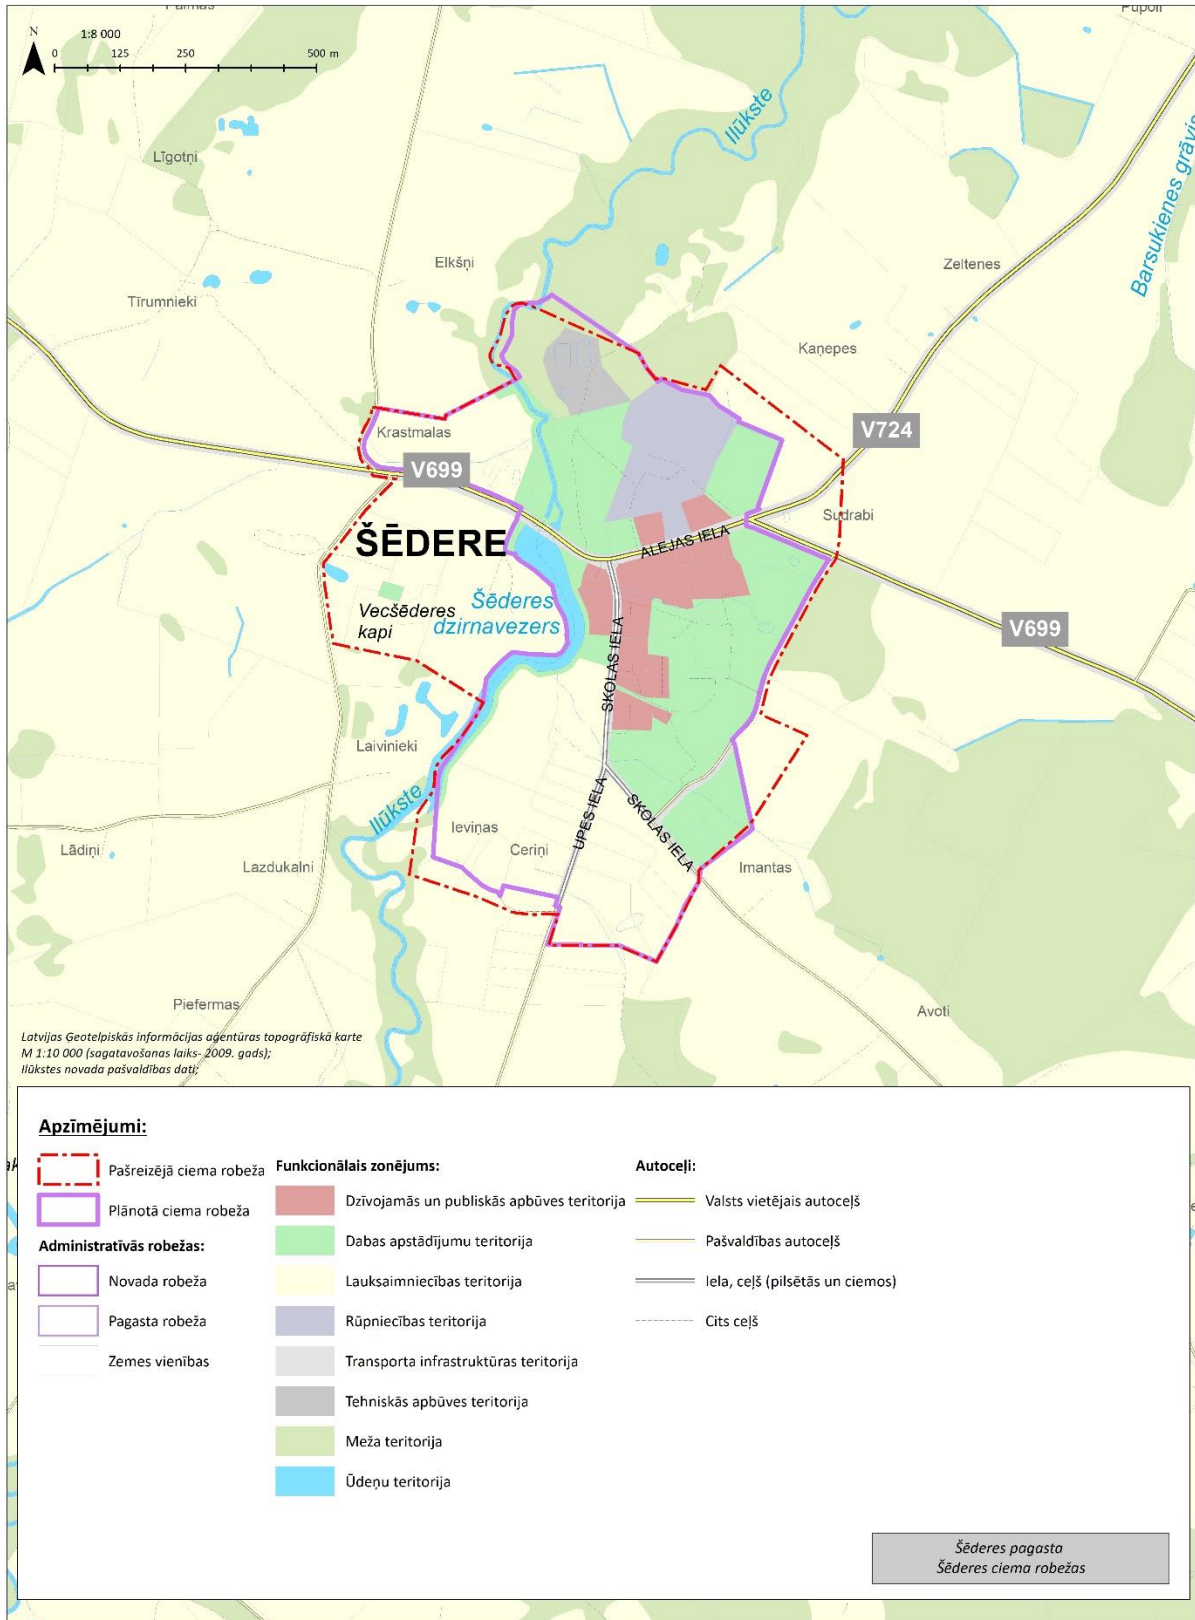 Pupoļi
N
1:8 000
0 125 250 500 m
Ilūkste
Barsukienes grāvis
Līgotņi
Elkšņi
Zeltenes
Tīrumnieki
Kaņepes
Krastmalas
V724
V699
Sudrabi
ŠĒDERE
ALEJAS IELA
Vecšēderes
kapi
Šēderes
dzirnavezers
V699
SKOLAS IELA
Laivinieki
Ilūkste
UPES IELA
SKOLAS IELA
Ieviņas
Ceriņi
Lādiņi
Lazdukalni
Imantas
Piefermas
Avoti
Latvijas Ģeotelpiskās informācijas aģentūras topogrāfiskā karte
M 1:10 000 (sagatavošanas laiks- 2009. gads);
Ilūkstes novada pašvaldības dati;
Apzīmējumi:
Pašreizējā ciema robeža
Plānotā ciema robeža
Administratīvās robežas:
Novada robeža
Pagasta robeža
Zemes vienības
Funkcionālais zonējums:
Dzīvojamās un publiskās apbūves teritorija
Dabas apstādījumu teritorija
Lauksaimniecības teritorija
Rūpniecības teritorija
Transporta infrastruktūras teritorija
Tehniskās apbūves teritorija
Meža teritorija
Ūdeņu teritorija
Autoceļi:
Valsts vietējais autoceļš
Pašvaldības autoceļš
Iela, ceļš (pilsētās un ciemos)
Cits ceļš
Šēderes pagasta
Šēderes ciema robežas